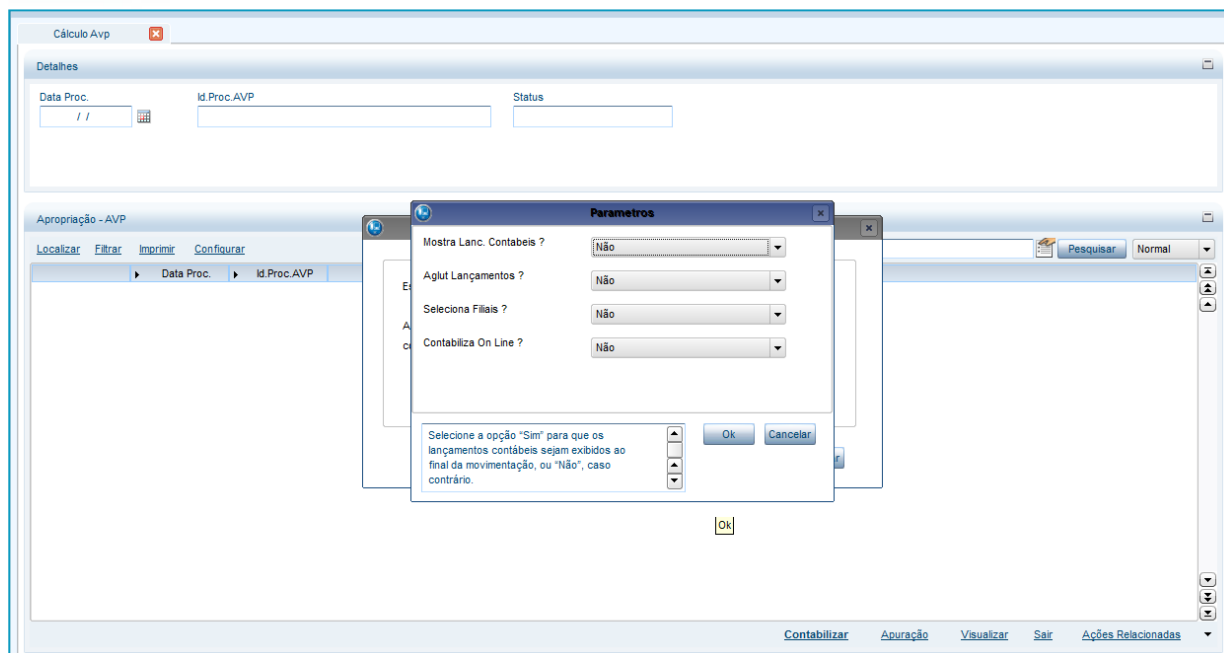 Cálculo Avp
Detalhes
Data Proc. Id.Proc.AVP Status
/ /
Apropriação - AVP
Localizar Filtrar Imprimir Configurar Pesquisar Normal
Data Proc. Id.Proc.AVP
Parametros
Mostra Lanc. Contabeis ? Não
Aglut Lançamentos ? Não
Seleciona Filiais ? Não
Contabiliza On Line ? Não
Selecione a opção “Sim” para que os
lançamentos contábeis sejam exibidos ao
final da movimentação, ou “Não”, caso
contrário.
Ok Cancelar
Ok
Contabilizar Apuração Visualizar Sair Ações Relacionadas